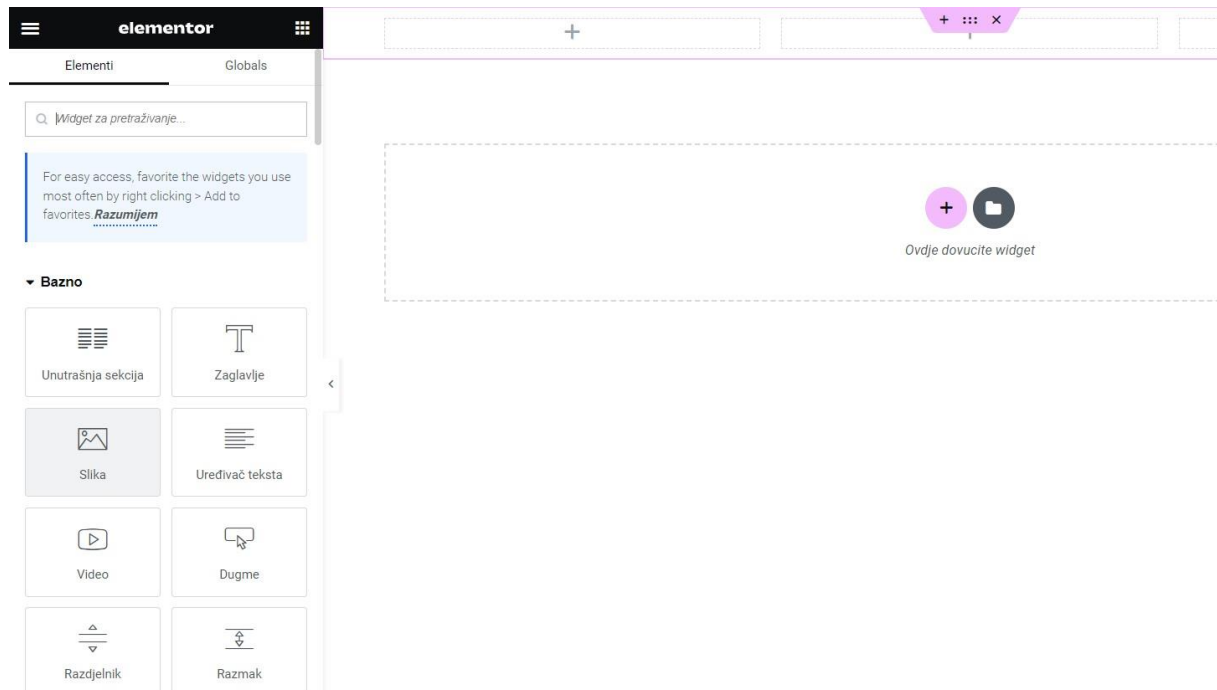 elementor
Elementi
Globals
Widget za pretraživanje...
For easy access, favorite the widgets you use
most often by right clicking > Add to
favorites.Razumijem
Bazno
Unutrašnja sekcija
Zaglavlje
Slika
Uređivač teksta
Video
Dugme
Razdjelnik
Razmak
Ovdje dovucite widget